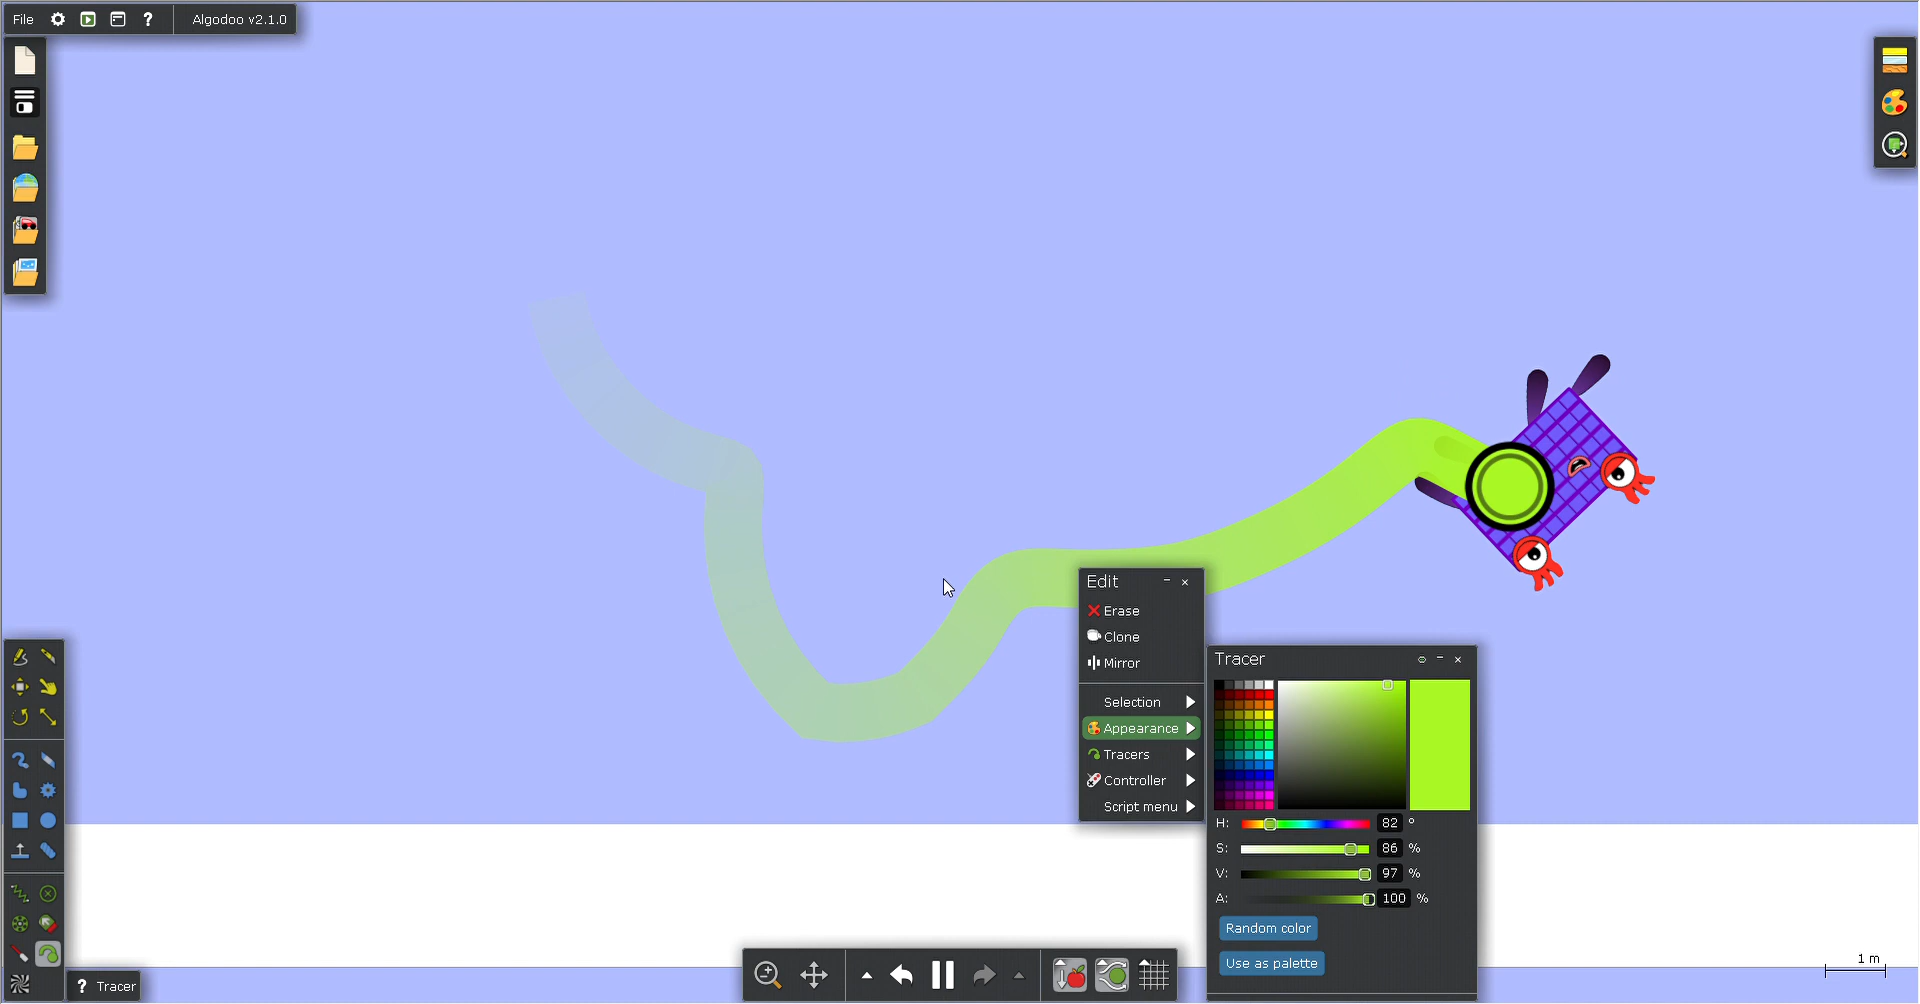 File ? Algodoo v2.1.0
Edit
Erase
Clone
Mirror
Selection
Appearance
Tracers
Controller
Script menu
Tracer
H: 82 °
S: 86 %
V: 97 %
A: 100 %
Random color
Use as palette
? Tracer
1 m